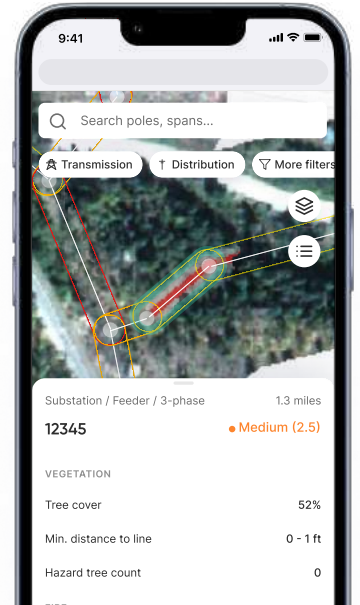 9:41
Search poles, spans...
Transmission Distribution More filters
Substation / Feeder / 3-phase 1.3 miles
12345 Medium (2.5)
VEGETATION
Tree cover 52%
Min. distance to line 0 - 1 ft
Hazard tree count 0